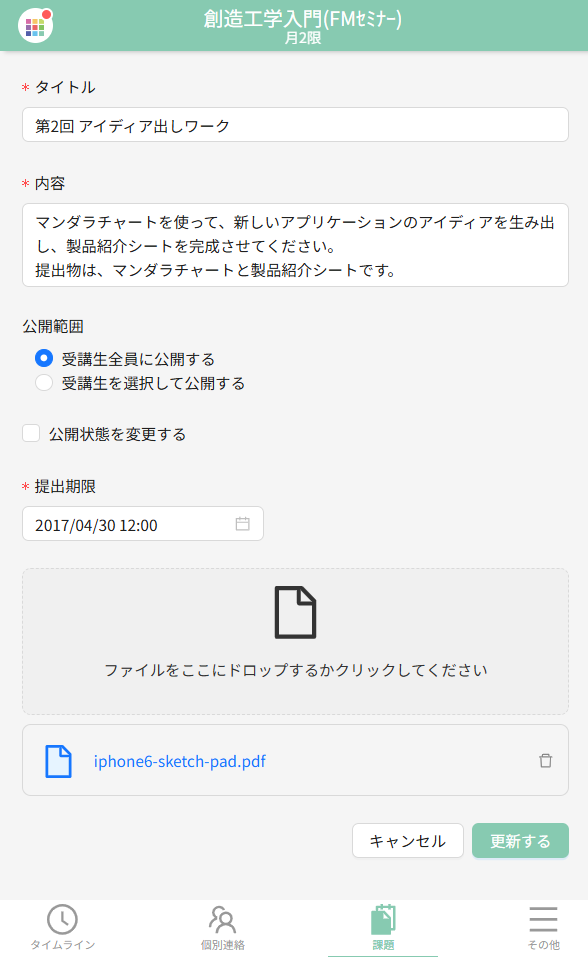 創造工学入門(FMｾﾐﾅｰ)
月2限
* タイトル
第2回 アイディア出しワーク
* 内容
マンダラチャートを使って、新しいアプリケーションのアイディアを生み出
し、製品紹介シートを完成させてください。
提出物は、マンダラチャートと製品紹介シートです。
公開範囲
受講生全員に公開する
受講生を選択して公開する
公開状態を変更する
* 提出期限
2017/04/30 12:00
ファイルをここにドロップするかクリックしてください
iphone6-sketch-pad.pdf
キャンセル
更新する
タイムライン
個別連絡
課題
その他